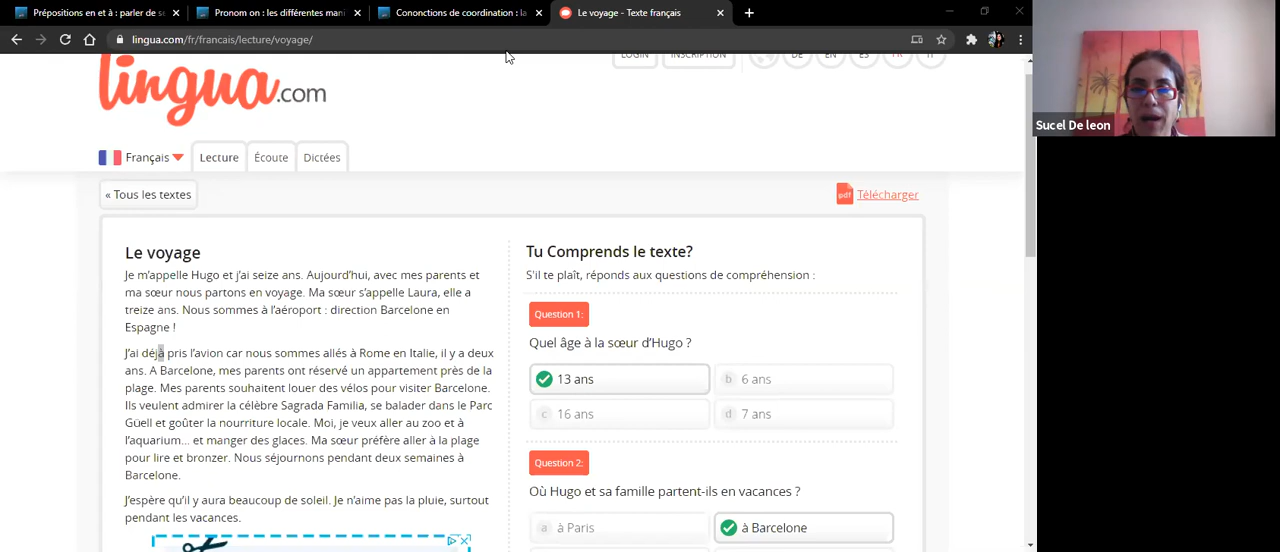 Prépositions en et à : parler de se
Pronom on : les différentes mani
Cononctions de coordination : la
Le voyage - Texte français
lingua.com/fr/francais/lecture/voyage/
LOGIN
INSCRIPTION
DE
EN
ES
FR
IT
lingua.com
Français
Lecture
Écoute
Dictées
« Tous les textes
pdf
Télécharger
Le voyage
Je m'appelle Hugo et j'ai seize ans. Aujourd'hui, avec mes parents et
ma sœur nous partons en voyage. Ma sœur s'appelle Laura, elle a
treize ans. Nous sommes à l'aéroport : direction Barcelone en
Espagne !
J'ai déjà pris l'avion car nous sommes allés à Rome en Italie, il y a deux
ans. A Barcelone, mes parents ont réservé un appartement près de la
plage. Mes parents souhaitent louer des vélos pour visiter Barcelone.
Ils veulent admirer la célèbre Sagrada Familia, se balader dans le Parc
Güell et goûter la nourriture locale. Moi, je veux aller au zoo et à
l'aquarium... et manger des glaces. Ma sœur préfère aller à la plage
pour lire et bronzer. Nous séjournons pendant deux semaines à
Barcelone.
J'espère qu'il y aura beaucoup de soleil. Je n'aime pas la pluie, surtout
pendant les vacances.
Tu Comprends le texte?
S'il te plaît, réponds aux questions de compréhension :
Question 1:
Quel âge à la sœur d'Hugo ?
13 ans
b 6 ans
c 16 ans
d 7 ans
Question 2:
Où Hugo et sa famille partent-ils en vacances ?
a à Paris
à Barcelone
Sucel De leon